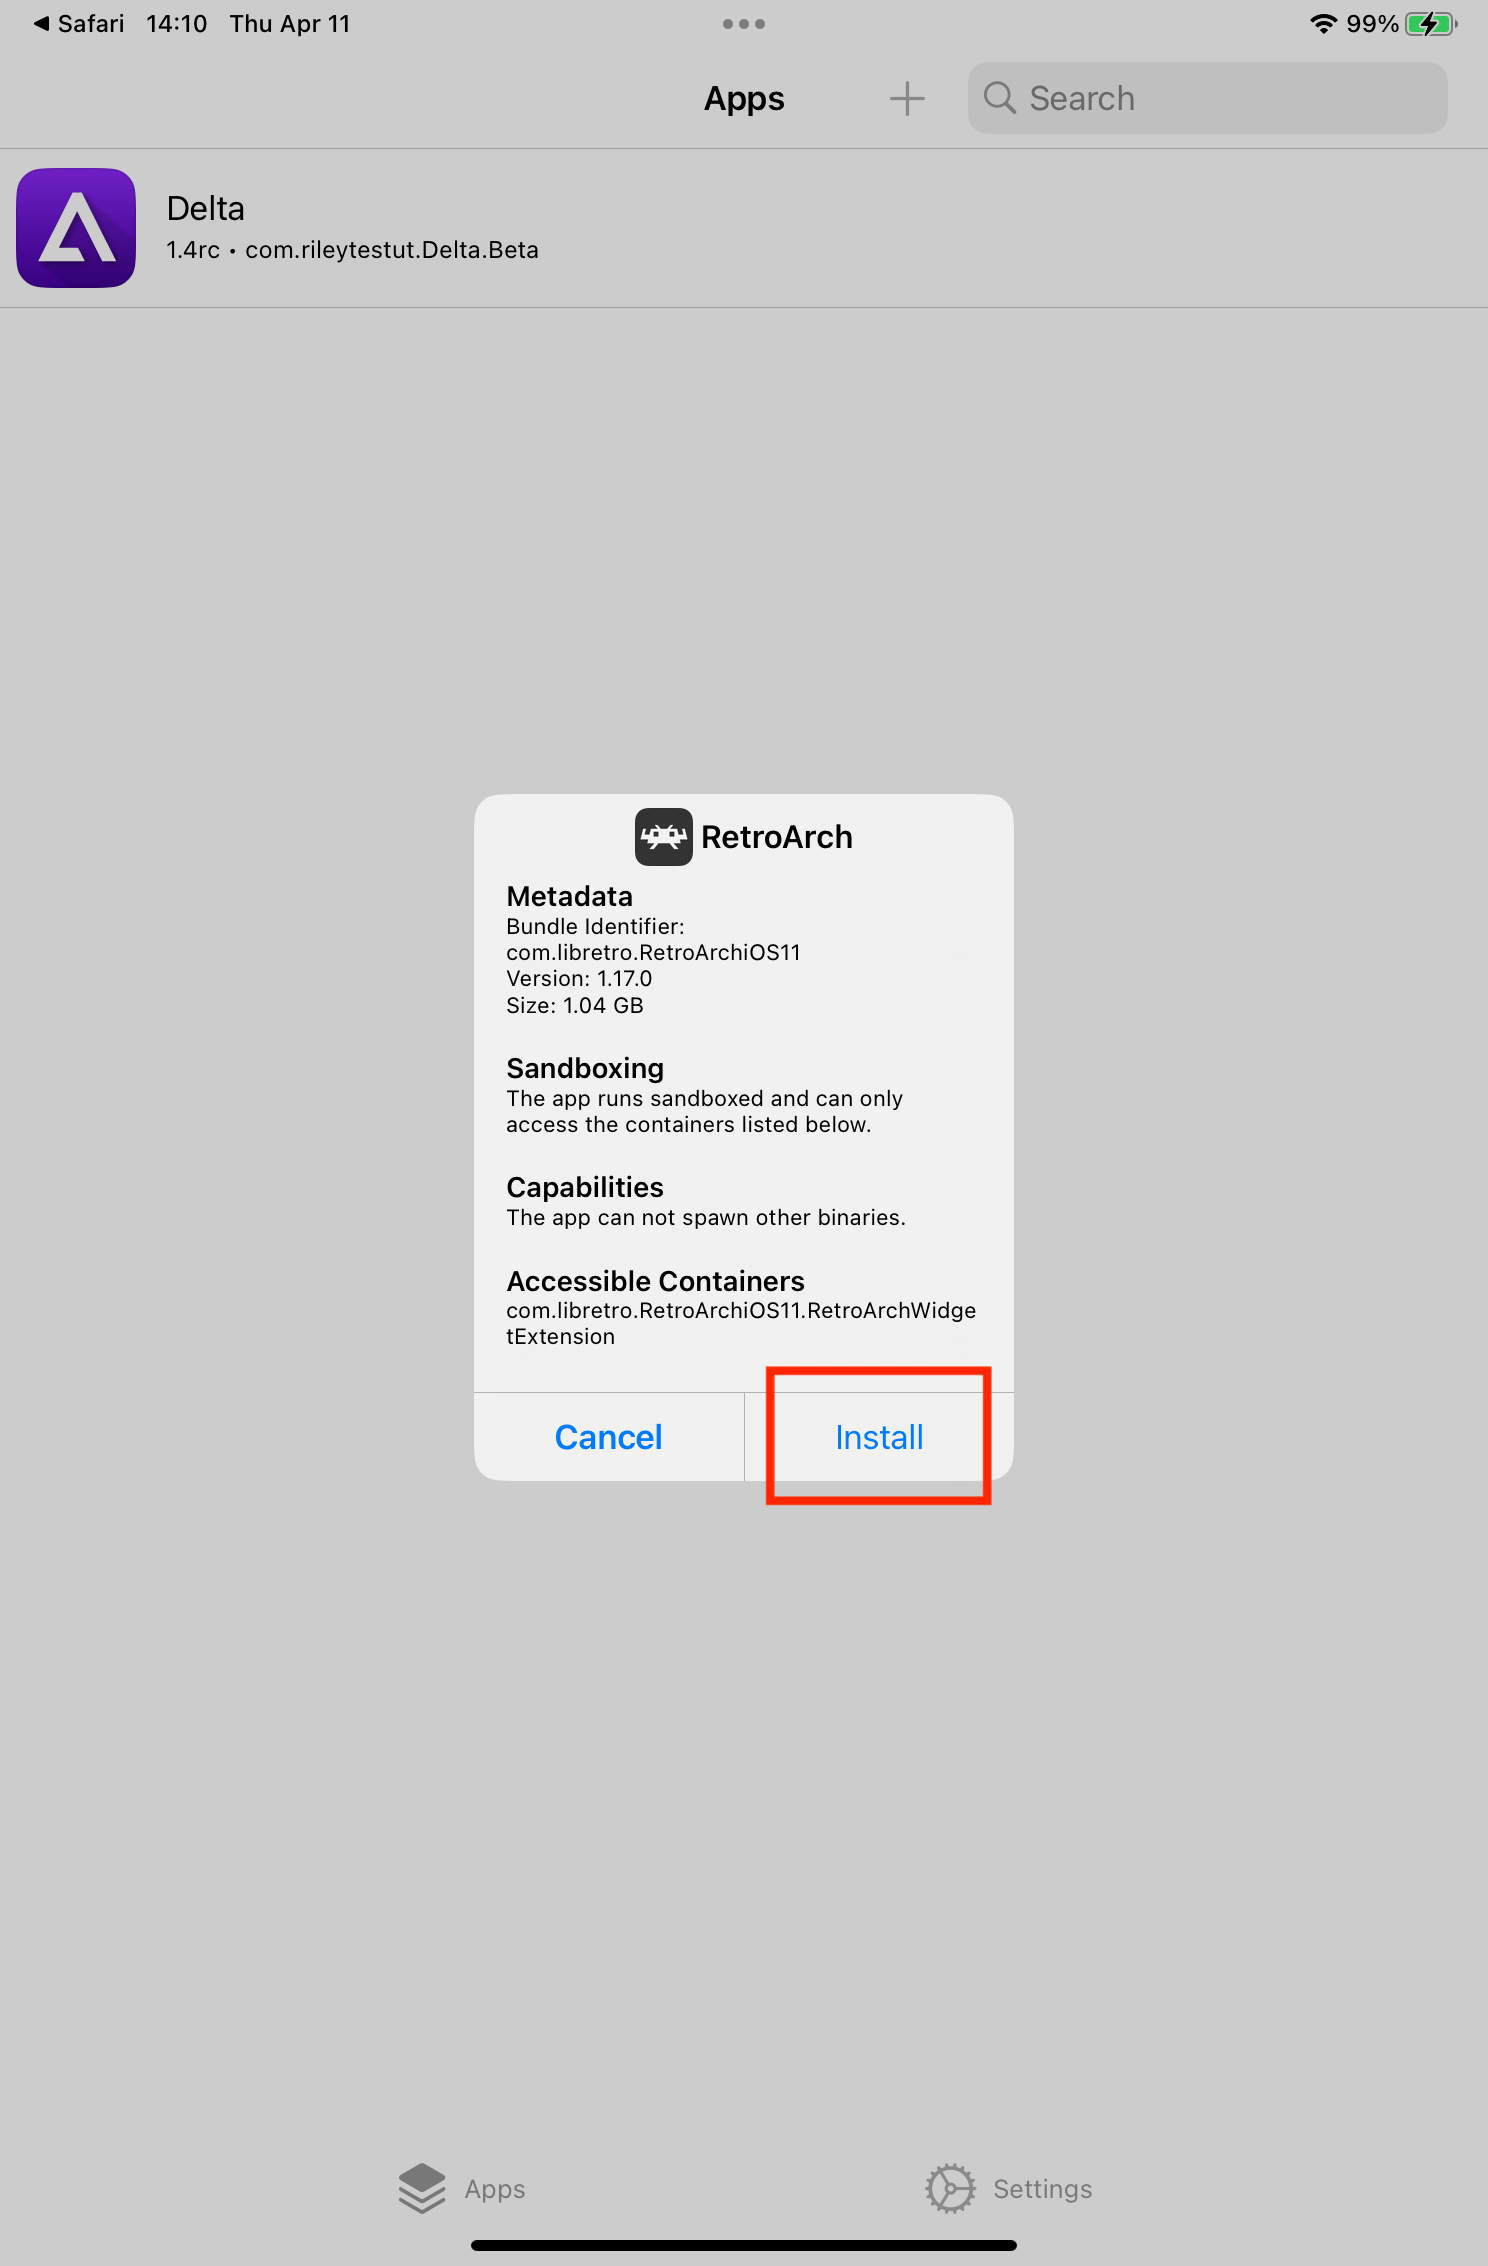 Safari 14:10 Thu Apr 11
99%
Apps
Search
Delta
1.4rc • com.rileytestut.Delta.Beta
RetroArch
Metadata
Bundle Identifier:
com.libretro.RetroArchiOS11
Version: 1.17.0
Size: 1.04 GB
Sandboxing
The app runs sandboxed and can only
access the containers listed below.
Capabilities
The app can not spawn other binaries.
Accessible Containers
com.libretro.RetroArchiOS11.RetroArchWidge
tExtension
Cancel
Install
Apps
Settings